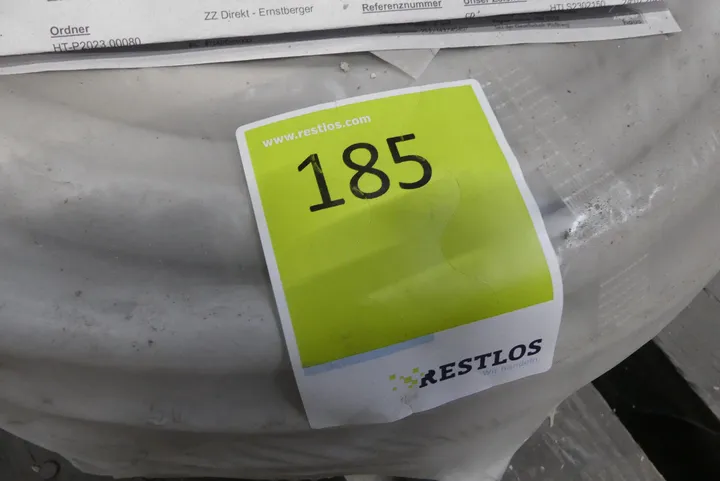 Ordner
HT-P2023 00080
ZZ Direkt - Ernstberger
Referenznummer
www.restlos.com
185
RESTLOS